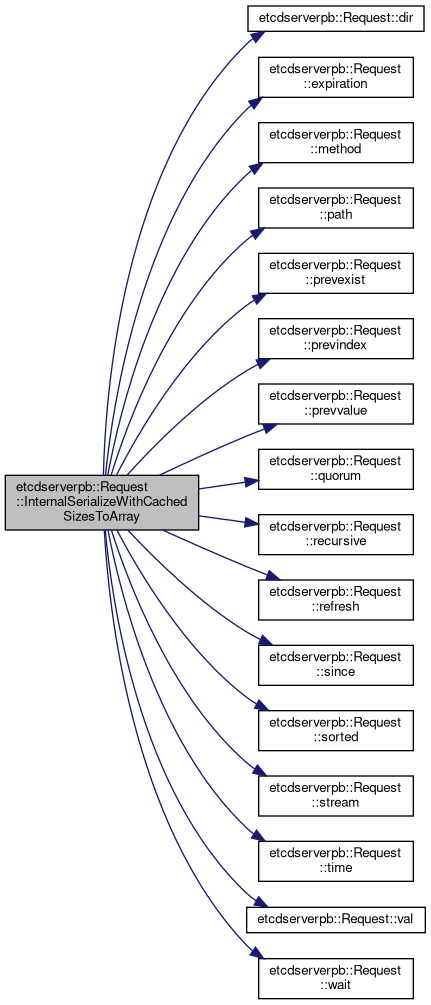 etcdserverpb::Request::dir
etcdserverpb::Request
::expiration
etcdserverpb::Request
::method
etcdserverpb::Request
::path
etcdserverpb::Request
::prevexist
etcdserverpb::Request
::previndex
etcdserverpb::Request
::prevvalue
etcdserverpb::Request
::quorum
etcdserverpb::Request
::InternalSerializeWithCached
SizesToArray
etcdserverpb::Request
::recursive
etcdserverpb::Request
::refresh
etcdserverpb::Request
::since
etcdserverpb::Request
::sorted
etcdserverpb::Request
::stream
etcdserverpb::Request
::time
etcdserverpb::Request::val
etcdserverpb::Request
::wait